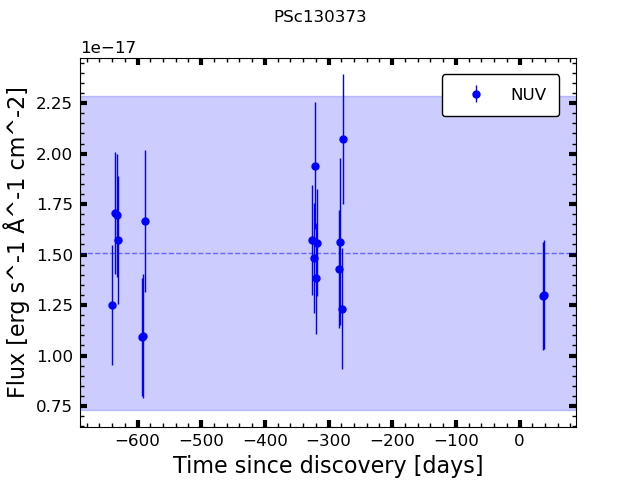 PSc130373
1e−17
NUV
2.25
2.00
1.75
1.50
1.25
1.00
0.75
Flux [erg s^-1 Å^-1 cm^-2]
−600 −500 −400 −300 −200 −100 0
Time since discovery [days]